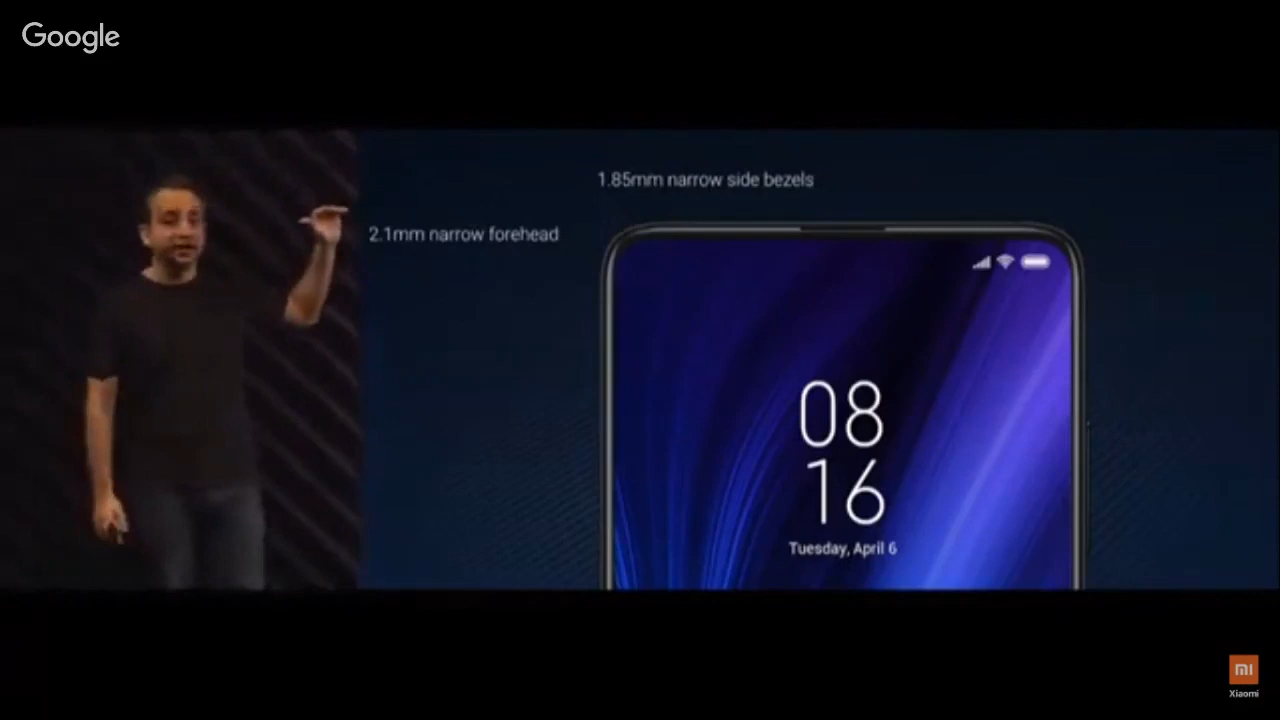 Google
1.85mm narrow side bezels
2.1mm narrow forehead
08
16
Tuesday, April 6
mi
Xiaomi